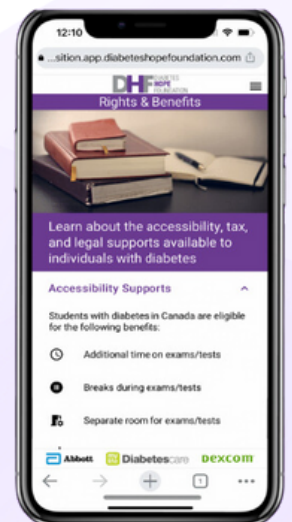 12:10
...sition.app.diabeteshopefoundation.com
DHF DIABETES
HOPE
FOUNDATION
Rights & Benefits
Learn about the accessibility, tax,
and legal supports available to
individuals with diabetes
Accessibility Supports
Students with diabetes in Canada are eligible
for the following benefits:
Additional time on exams/tests
Breaks during exams/tests
Separate room for exams/tests
Abbott Diabetescare Dexcom
1